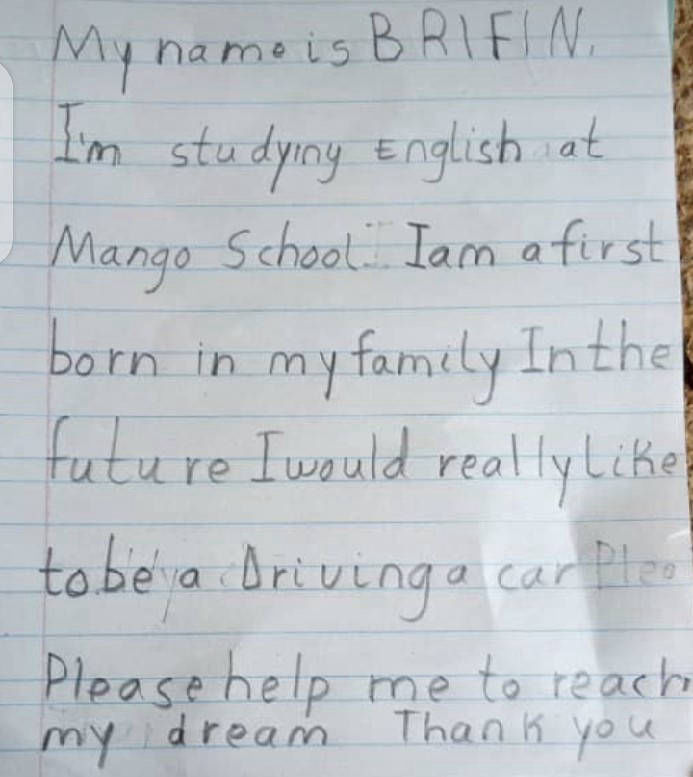 My name is BRIFIN.
I'm studying English at
Mango School. I am a first
born in my family In the
future I would really like
to be a Driving a car
Please help me to reach
my dream Thank you